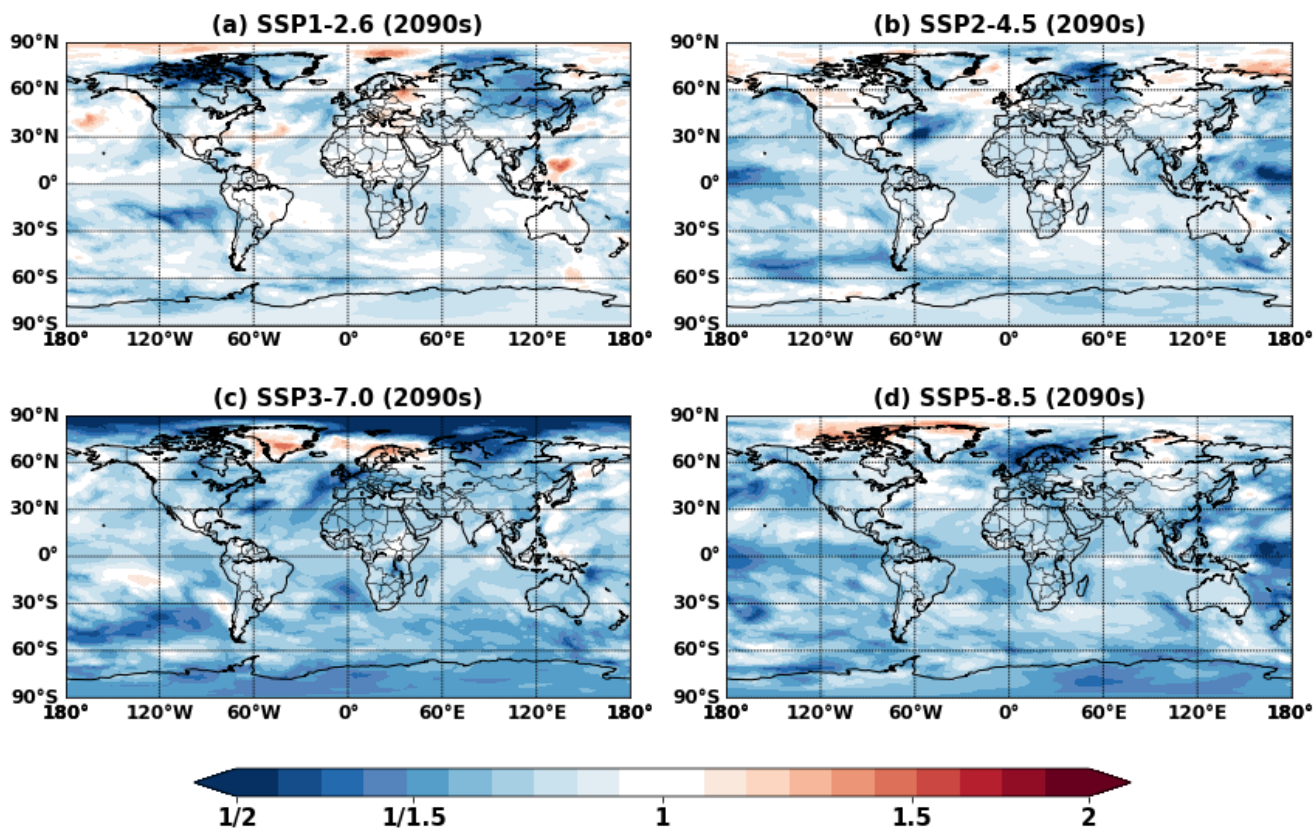 (a) SSP1-2.6 (2090s)
(b) SSP2-4.5 (2090s)
90°N
60°N
30°N
0°
30°S
60°S
90°S
180° 120°W 60°W 0° 60°E 120°E 180°
90°N
60°N
30°N
0°
30°S
60°S
90°S
180° 120°W 60°W 0° 60°E 120°E 180°
(c) SSP3-7.0 (2090s)
(d) SSP5-8.5 (2090s)
90°N
60°N
30°N
0°
30°S
60°S
90°S
180° 120°W 60°W 0° 60°E 120°E 180°
90°N
60°N
30°N
0°
30°S
60°S
90°S
180° 120°W 60°W 0° 60°E 120°E 180°
1/2 1/1.5 1 1.5 2